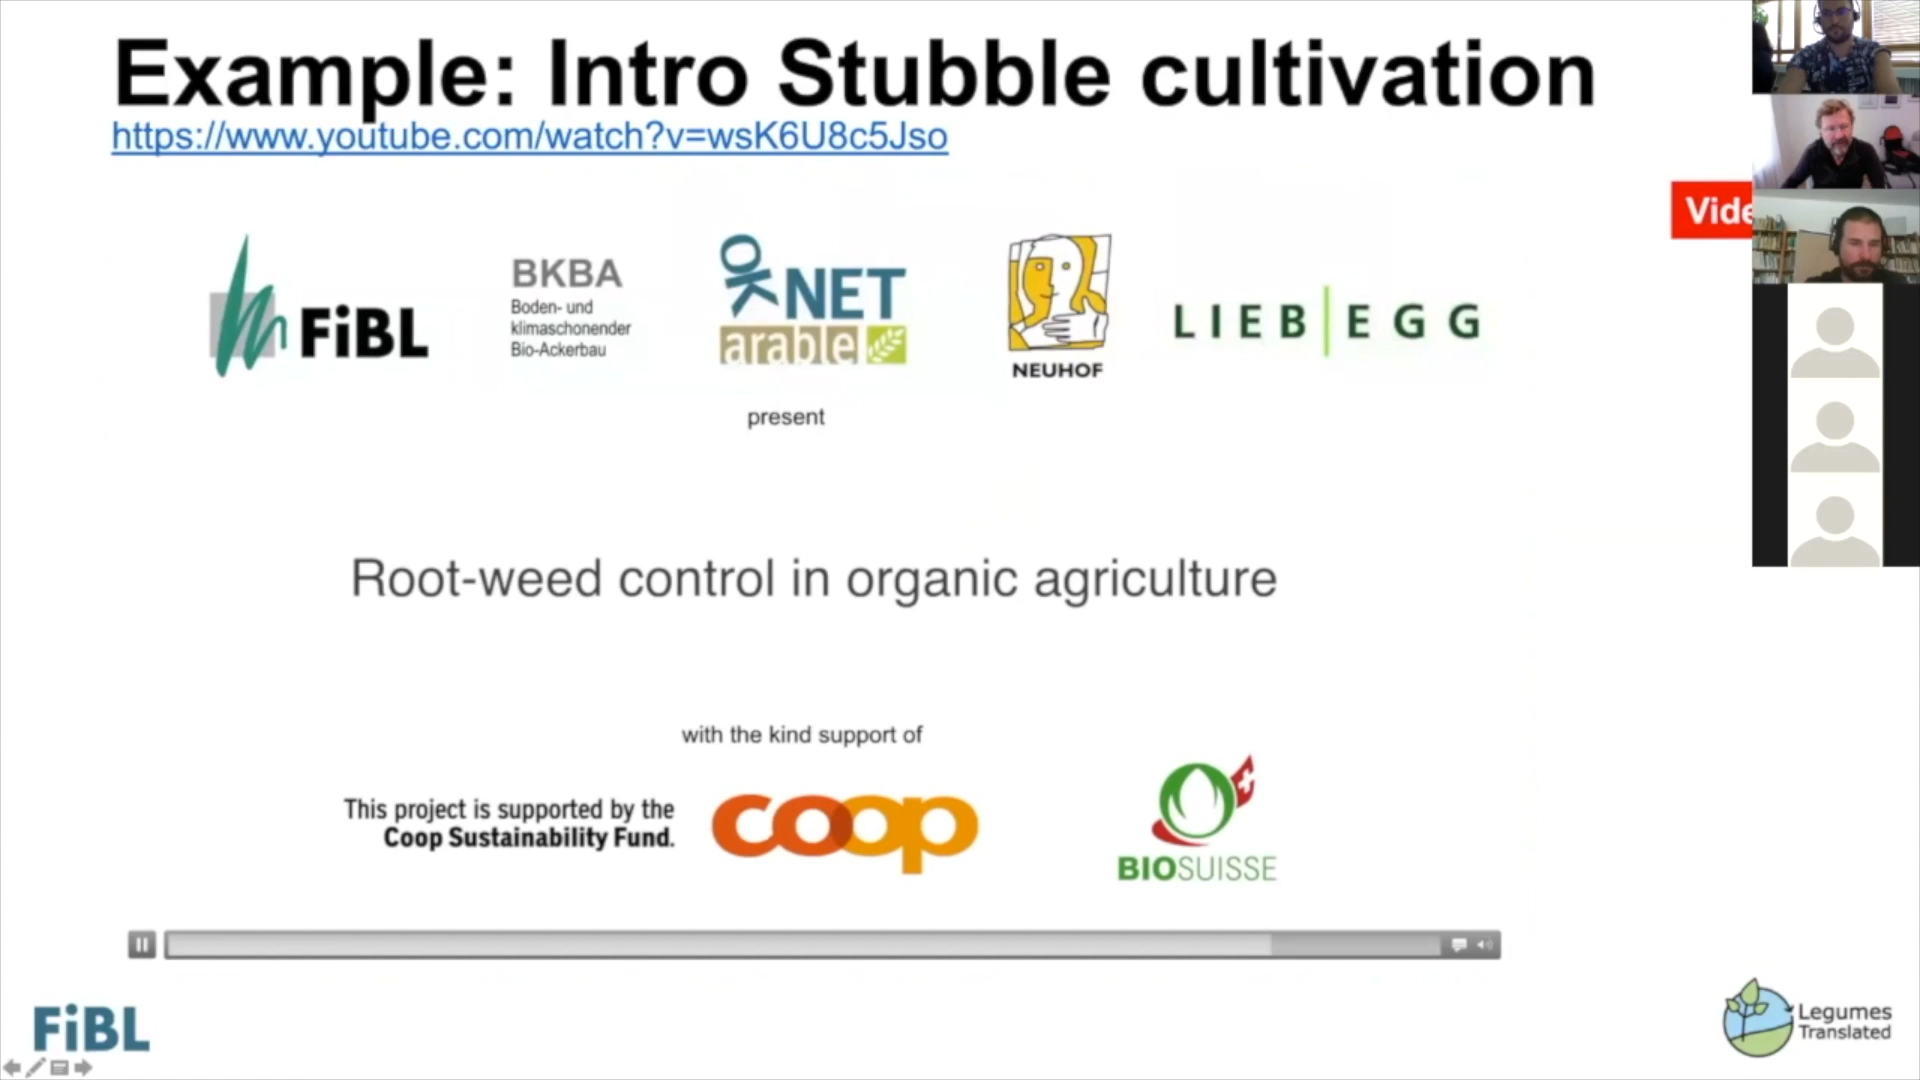 Example: Intro Stubble cultivation
https://www.youtube.com/watch?v=wsK6U8c5Jso
Vide
FiBL
BKBA
Boden- und
klimaschonender
Bio-Ackerbau
OK
NET
arable
NEUHOF
LIEB|EGG
present
Root-weed control in organic agriculture
with the kind support of
This project is supported by the
Coop Sustainability Fund.
coop
BIOSUISSE
FiBL
Legumes
Translated